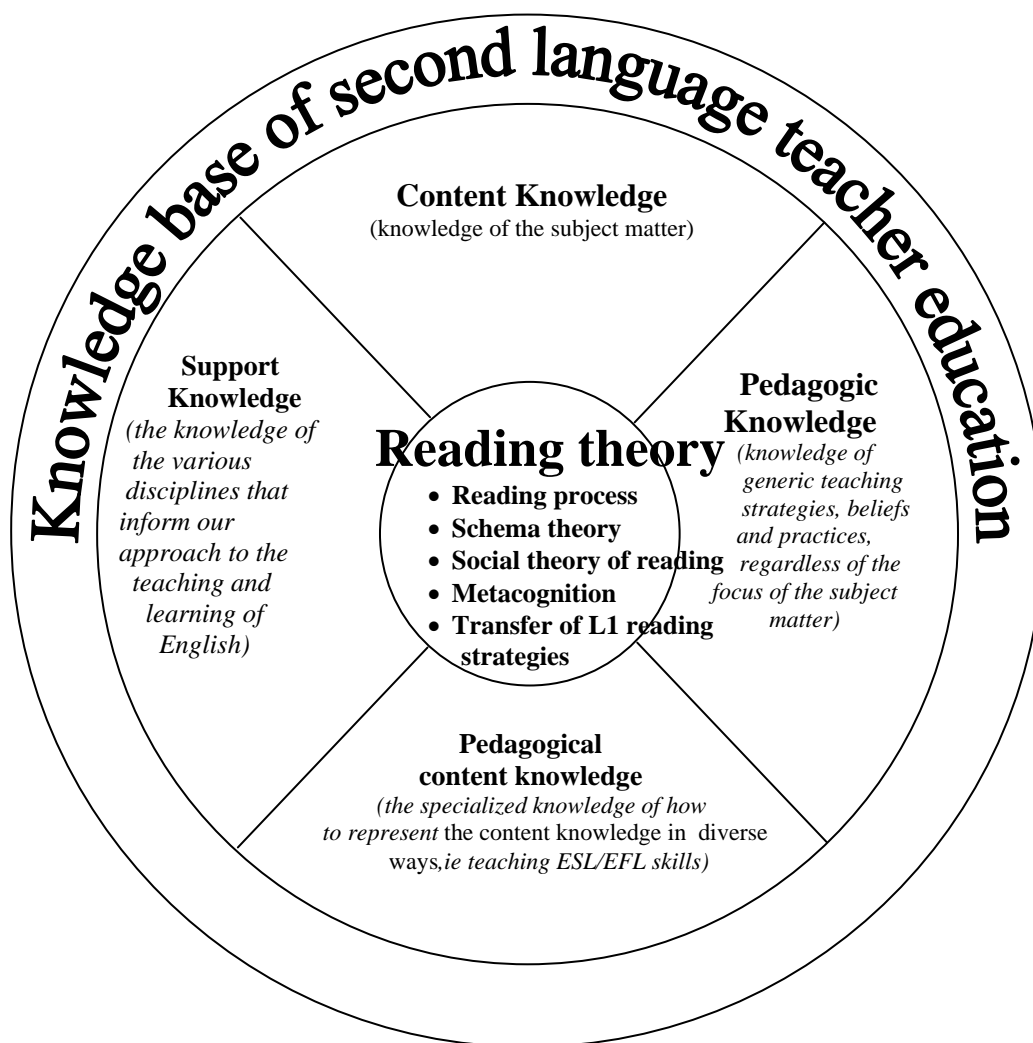 Knowledge base of second language teacher education
Content Knowledge
(knowledge of the subject matter)
Support
Knowledge
(the knowledge of
the various
disciplines that
inform our
approach to the
teaching and
learning of
English)
Reading theory
• Reading process
• Schema theory
• Social theory of reading
• Metacognition
• Transfer of L1 reading
strategies
Pedagogic
Knowledge
(knowledge of
generic teaching
strategies, beliefs
and practices,
regardless of the
focus of the subject
matter)
Pedagogical
content knowledge
(the specialized knowledge of how
to represent the content knowledge in diverse
ways,ie teaching ESL/EFL skills)